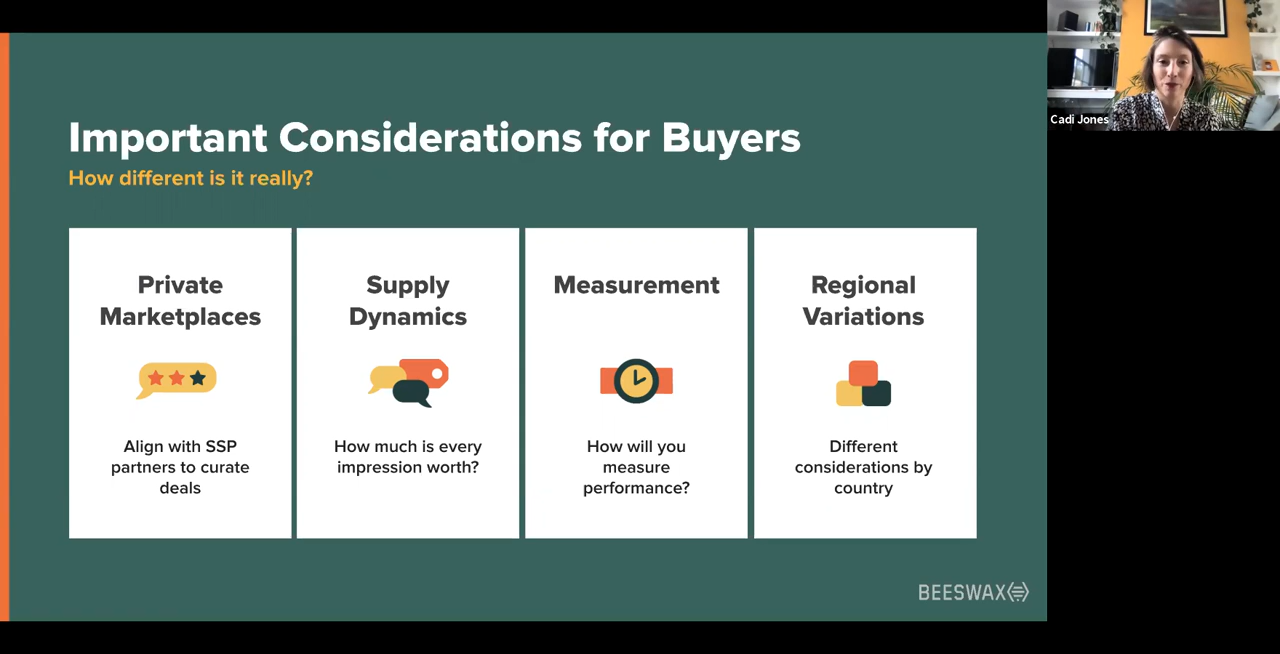 Important Considerations for Buyers
How different is it really?
Private
Marketplaces
Align with SSP
partners to curate
deals
Supply
Dynamics
How much is every
impression worth?
Measurement
How will you
measure
performance?
Regional
Variations
Different
considerations by
country
BEESWAX
Cadi Jones